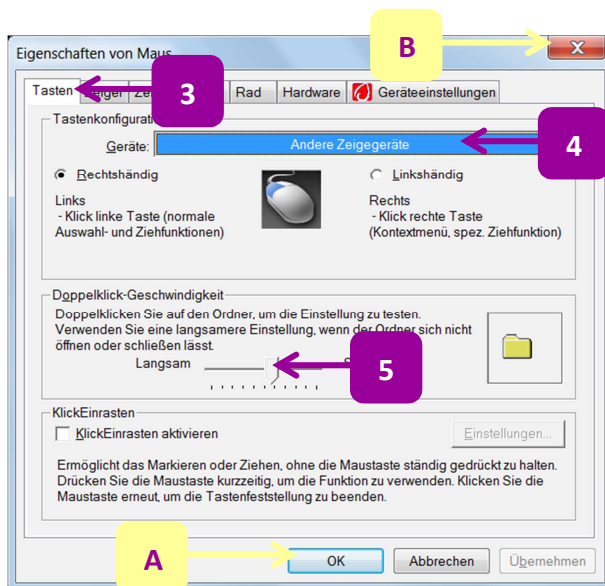 B
Eigenschaften von Maus
Tasten
3
Rad
Hardware
Geräteeinstellungen
Geräte:
Andere Zeigegeräte
4
Rechtshändig
Linkshändig
Links
- Klick linke Taste (normale
Auswahl- und Ziehfunktionen)
Rechts
- Klick rechte Taste
(Kontextmenü, spez. Ziehfunktion)
Doppelklick-Geschwindigkeit
Doppelklicken Sie auf den Ordner, um die Einstellung zu testen.
Verwenden Sie eine langsamere Einstellung, wenn der Ordner sich nicht
öffnen oder schließen lässt.
Langsam
5
KlickEinrasten
KlickEinrasten aktivieren
Einstellungen...
Ermöglicht das Markieren oder Ziehen, ohne die Maustaste ständig gedrückt zu halten.
Drücken Sie die Maustaste kurzzeitig, um die Funktion zu verwenden. Klicken Sie die
Maustaste erneut, um die Tastenfeststellung zu beenden.
A
OK
Abbrechen
Übernehmen